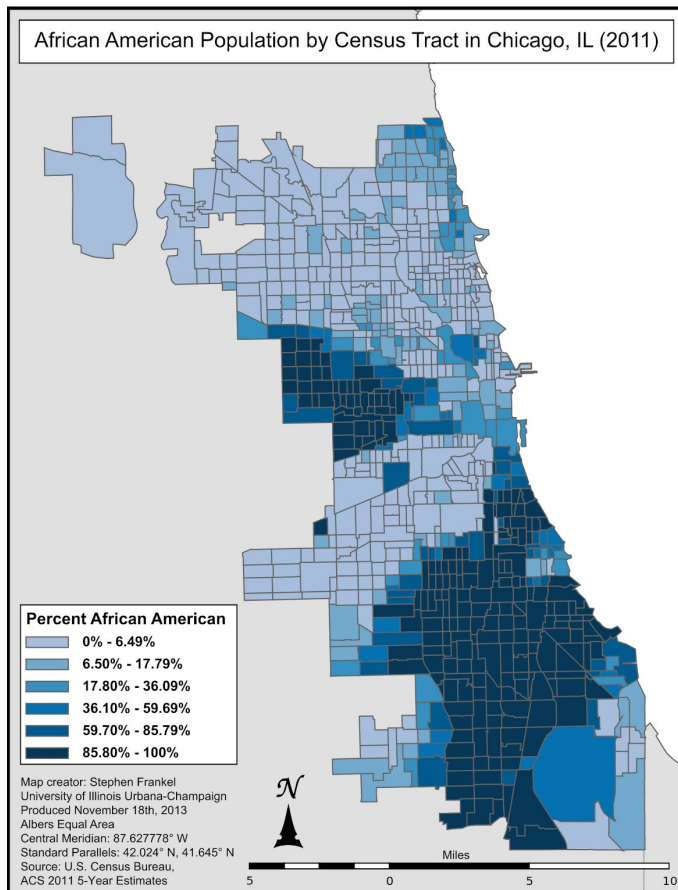 African American Population by Census Tract in Chicago, IL (2011)
Percent African American
0% - 6.49%
6.50% - 17.79%
17.80% - 36.09%
36.10% - 59.69%
59.70% - 85.79%
85.80% - 100%
Map creator: Stephen Frankel
University of Illinois Urbana-Champaign
Produced November 18th, 2013
Albers Equal Area
Central Meridian: 87.627778° W
Standard Parallels: 42.024° N, 41.645° N
Source: U.S. Census Bureau,
ACS 2011 5-Year Estimates
N
Miles
5 0 5 10